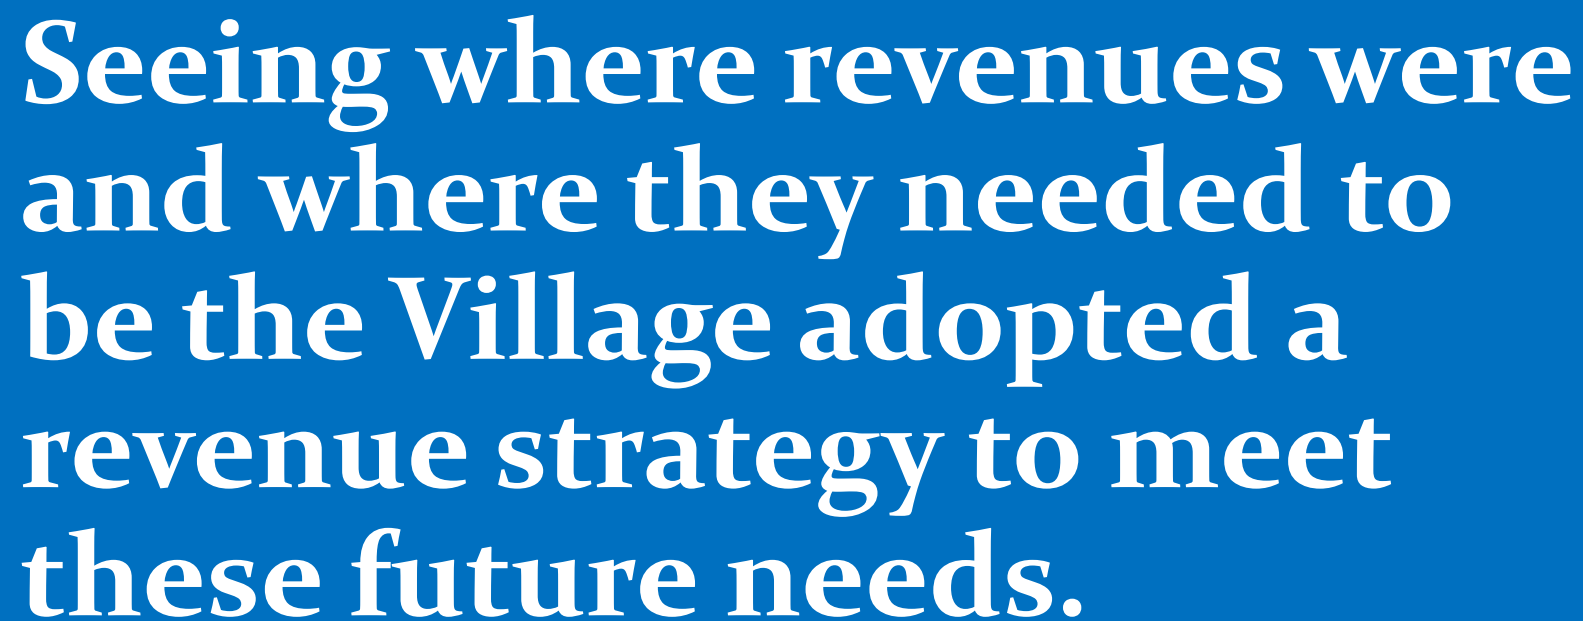 Seeing where revenues were
and where they needed to
be the Village adopted a
revenue strategy to meet
these future needs.